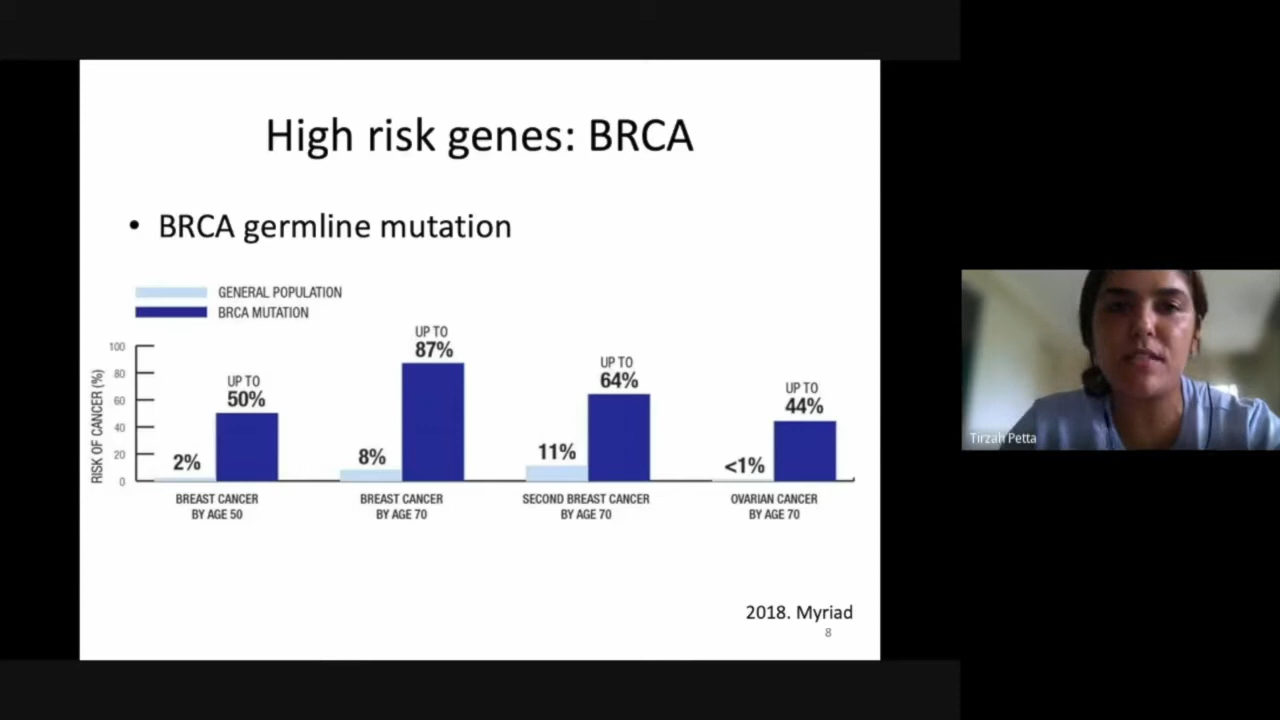 High risk genes: BRCA
• BRCA germline mutation
GENERAL POPULATION
BRCA MUTATION
RISK OF CANCER (%)
100
80
60
40
20
0
2%
UP TO
50%
8%
UP TO
87%
11%
UP TO
64%
<1%
UP TO
44%
BREAST CANCER
BY AGE 50
BREAST CANCER
BY AGE 70
SECOND BREAST CANCER
BY AGE 70
OVARIAN CANCER
BY AGE 70
2018. Myriad
8
Tirzah Petta